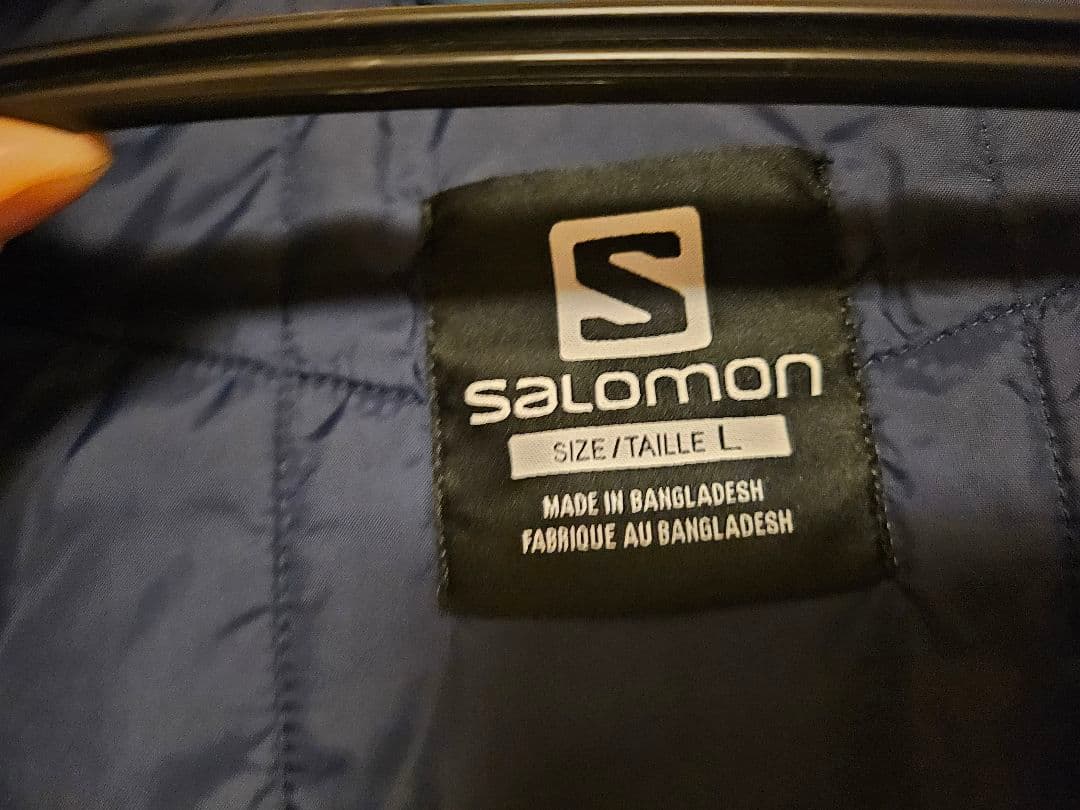 S
salomon
SIZE/TAILLE L
MADE IN BANGLADESH
FABRIQUE AU BANGLADESH